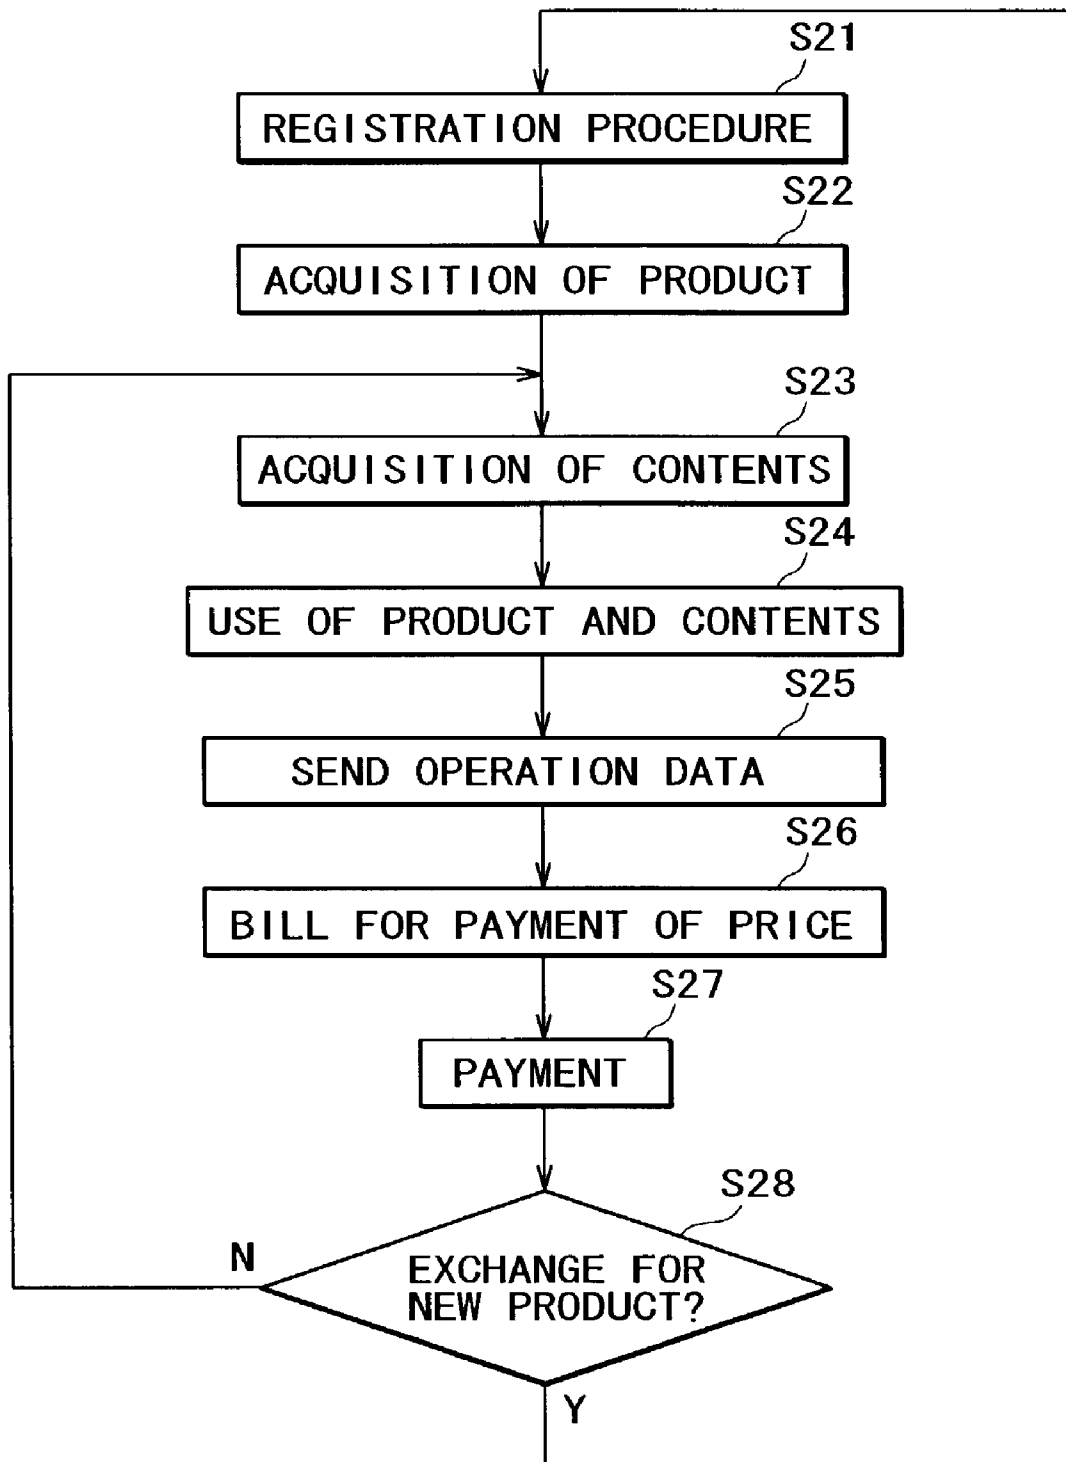 S21
REGISTRATION PROCEDURE
S22
ACQUISITION OF PRODUCT
S23
ACQUISITION OF CONTENTS
S24
USE OF PRODUCT AND CONTENTS
S25
SEND OPERATION DATA
S26
BILL FOR PAYMENT OF PRICE
S27
PAYMENT
S28
N
EXCHANGE FOR
NEW PRODUCT?
Y